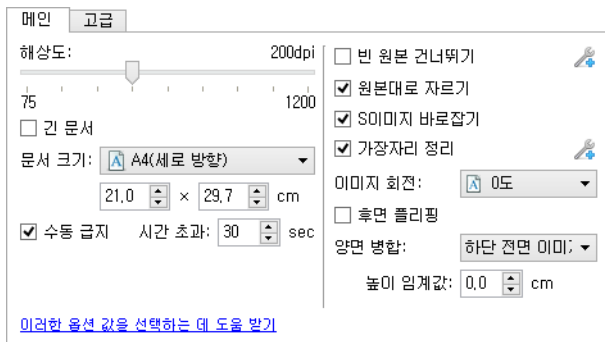 메인
고급
해상도:
200dpi
75
1200
긴 문서
문서 크기:
A4(세로 방향)
21,0 × 29,7 cm
수동 급지
시간 초과: 30 sec
이러한 옵션 값을 선택하는 데 도움 받기
빈 원본 건너뛰기
원본대로 자르기
S이미지 바로잡기
가장자리 정리
이미지 회전:
0도
후면 플리핑
양면 병합:
하단 전면 이미
높이 임계값: 0,0 cm